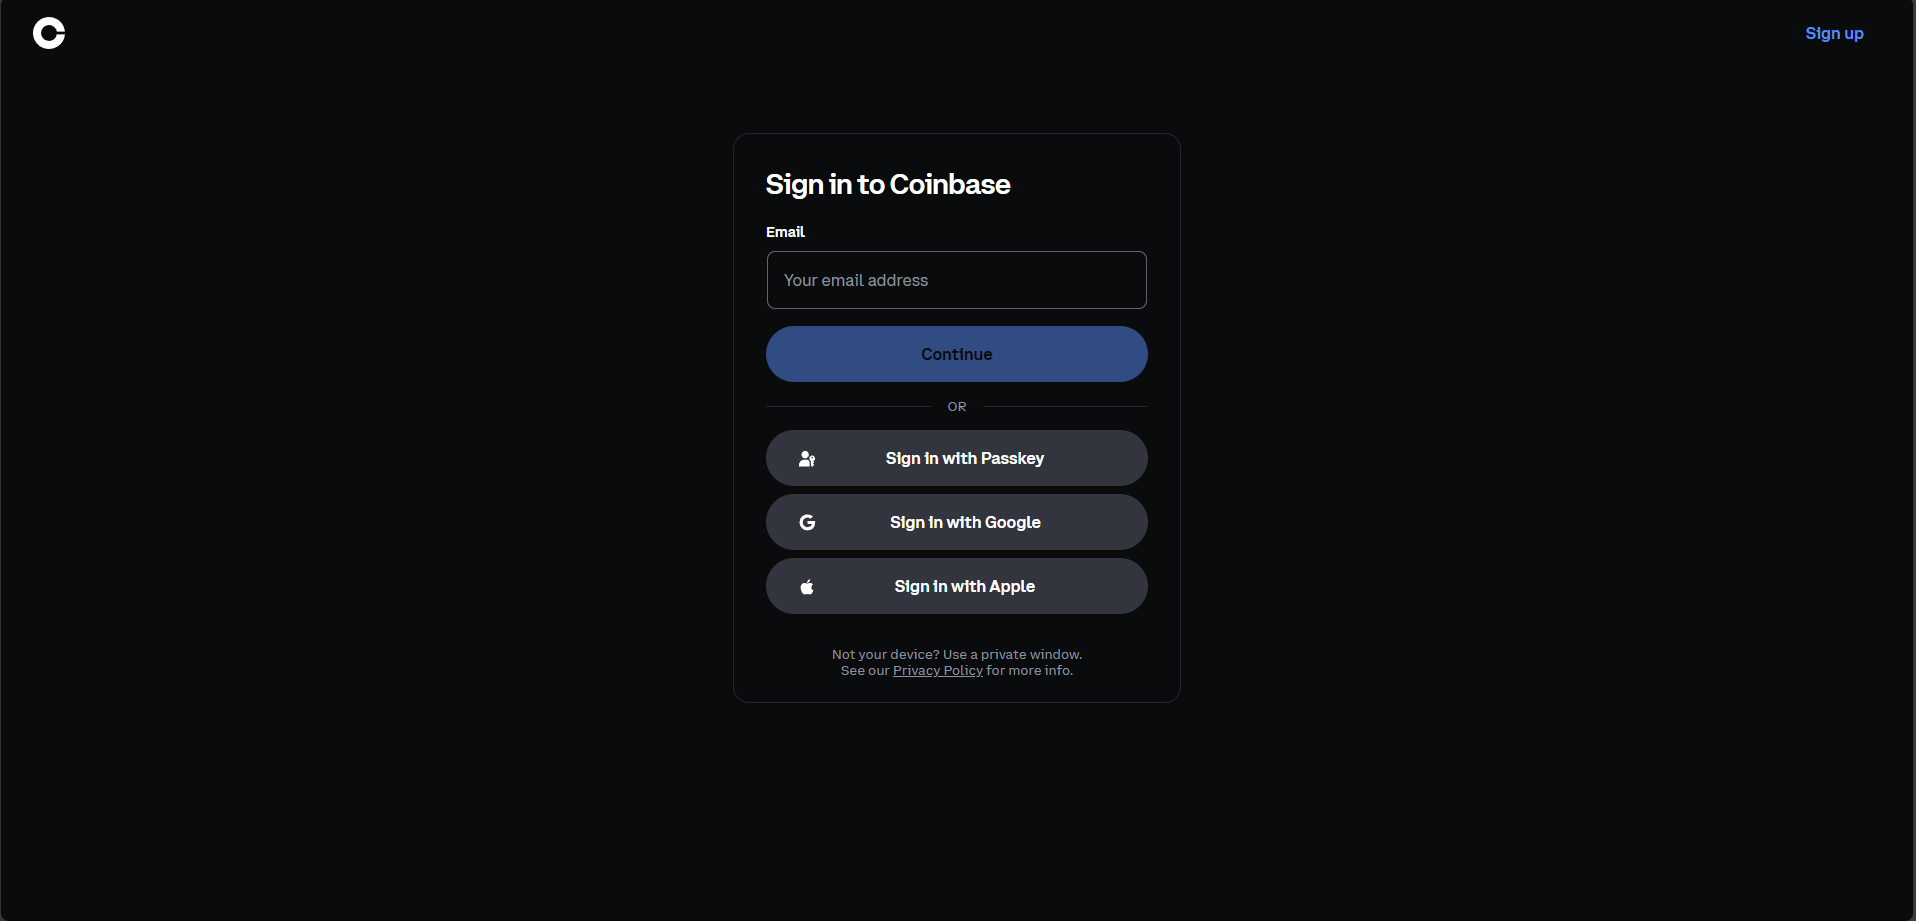 Sign up
Sign in to Coinbase
Email
Your email address
Continue
OR
Sign in with Passkey
Sign in with Google
Sign in with Apple
Not your device? Use a private window.
See our Privacy Policy for more info.